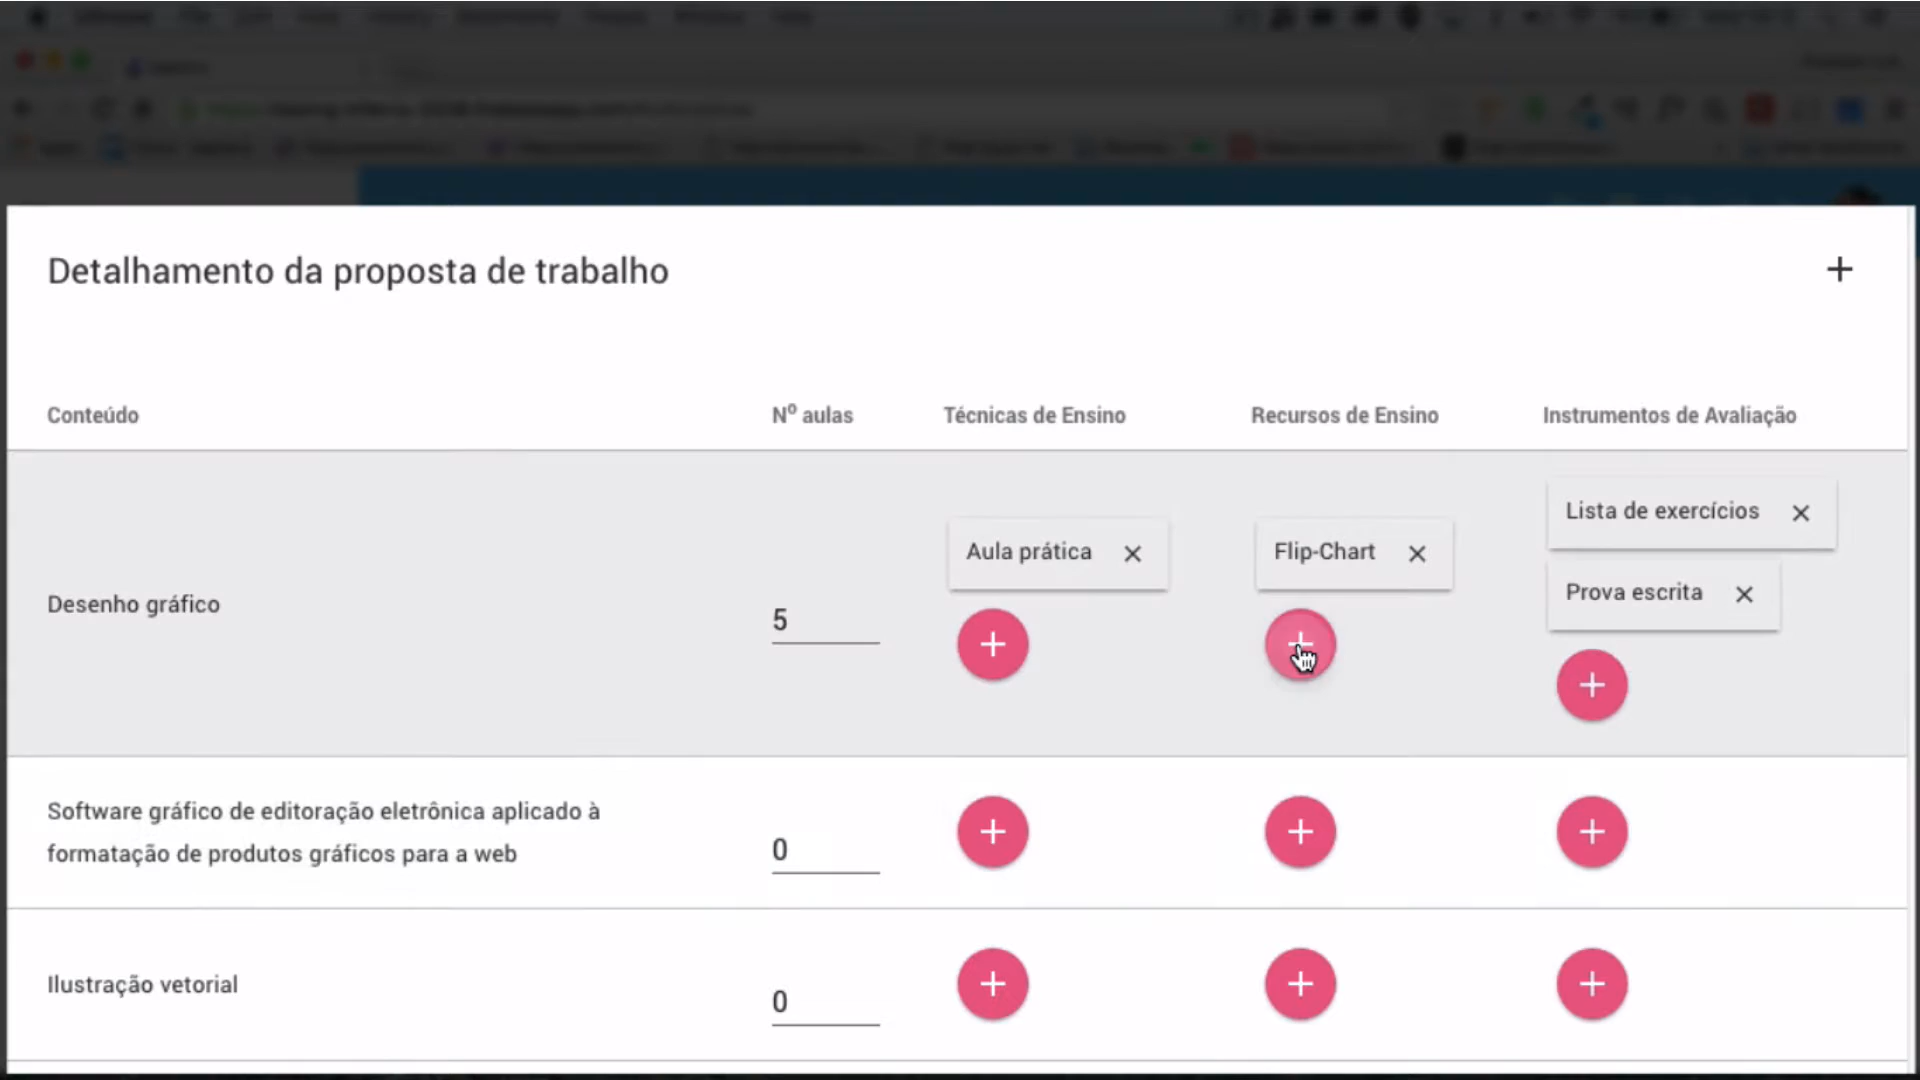 Detalhamento da proposta de trabalho
Conteúdo
Nº aulas
Técnicas de Ensino
Recursos de Ensino
Instrumentos de Avaliação
Desenho gráfico
5
Aula prática
Flip-Chart
Lista de exercícios
Prova escrita
Software gráfico de editoração eletrônica aplicado à
formatação de produtos gráficos para a web
0
Ilustração vetorial
0